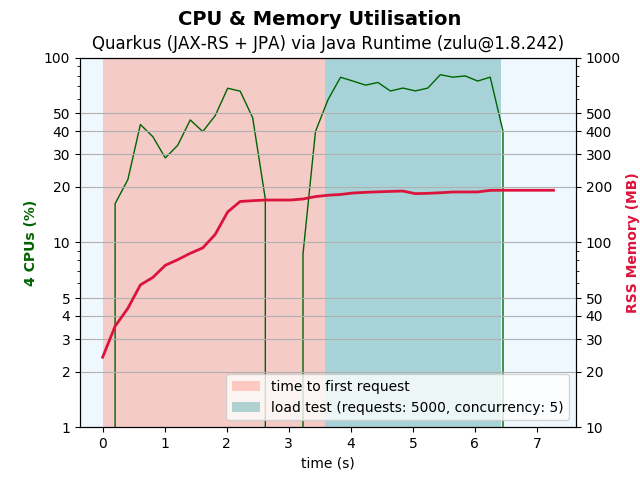 CPU & Memory Utilisation
Quarkus (JAX-RS + JPA) via Java Runtime (zulu@1.8.242)
100
50
40
30
20
10
5
4
3
2
1
4 CPUs (%)
1000
500
400
300
200
100
50
40
30
20
10
RSS Memory (MB)
time to first request
load test (requests: 5000, concurrency: 5)
0 1 2 3 4 5 6 7
time (s)